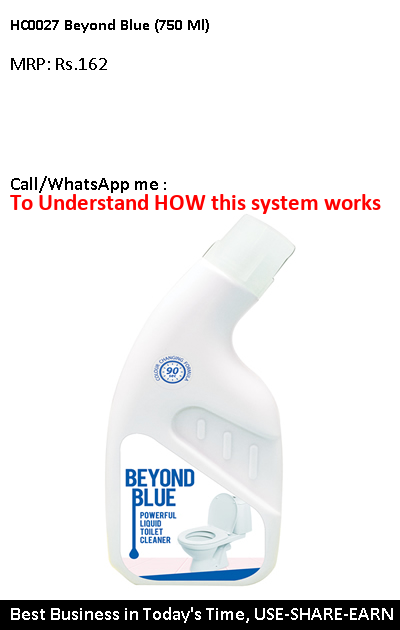 HC0027 Beyond Blue (750 Ml)
MRP: Rs.162
Call/WhatsApp me :
To Understand HOW this system works
COLOUR CHANGING FORMULA
90
SEC
BEYOND
BLUE
POWERFUL
LIQUID
TOILET
CLEANER
Best Business in Today's Time, USE-SHARE-EARN